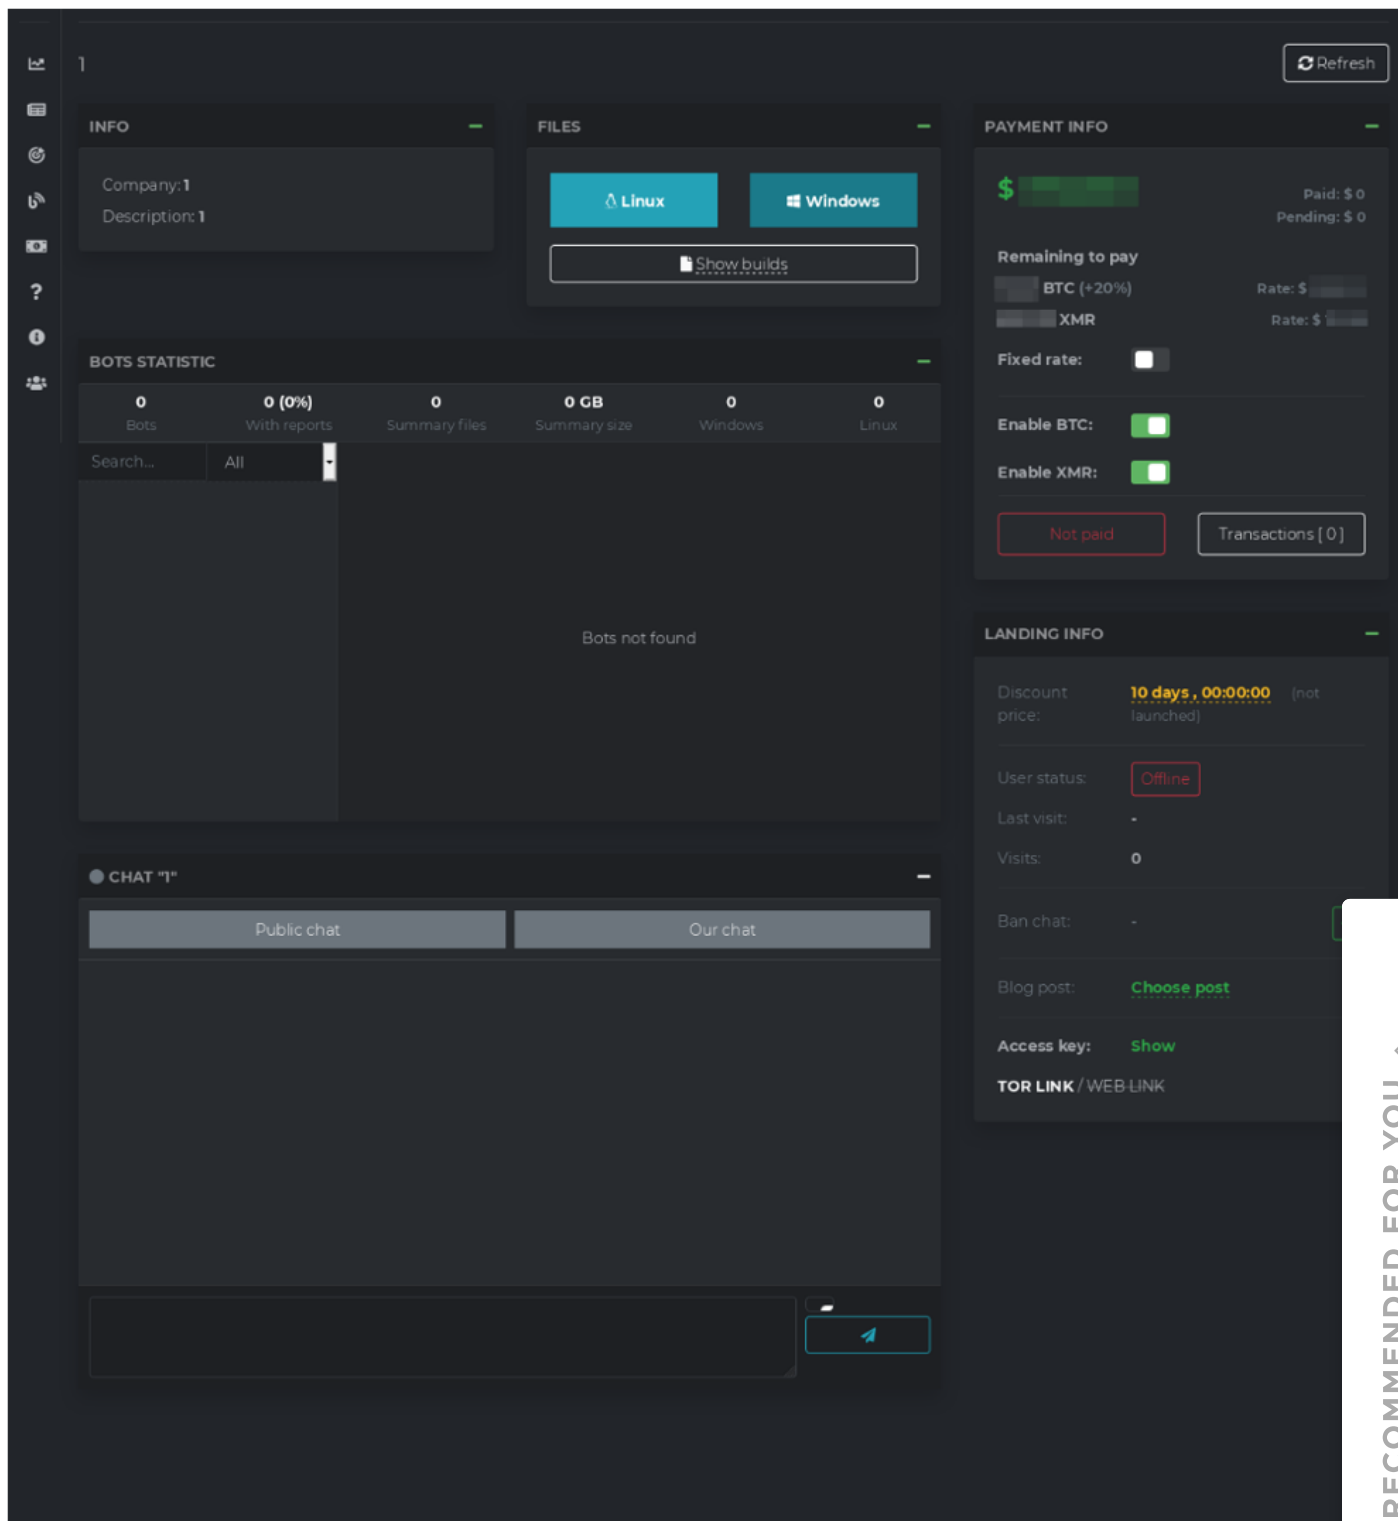 1
Refresh
INFO
Company: 1
Description: 1
FILES
Linux
Windows
Show builds
PAYMENT INFO
$
Paid: $ 0
Pending: $ 0
Remaining to pay
BTC (+20%)
Rate: $
XMR
Rate: $
Fixed rate:
Enable BTC:
Enable XMR:
Not paid
Transactions [ 0 ]
BOTS STATISTIC
0 0 (0%) 0 0 GB 0 0
Bots With reports Summary files Summary size Windows Linux
Search... All
Bots not found
LANDING INFO
Discount price: 10 days , 00:00:00 (not launched)
User status: Offline
Last visit: -
Visits: 0
Ban chat: -
Blog post: Choose post
Access key: Show
TOR LINK / WEB LINK
CHAT "1"
Public chat
Our chat
RECOMMENDED FOR YOU